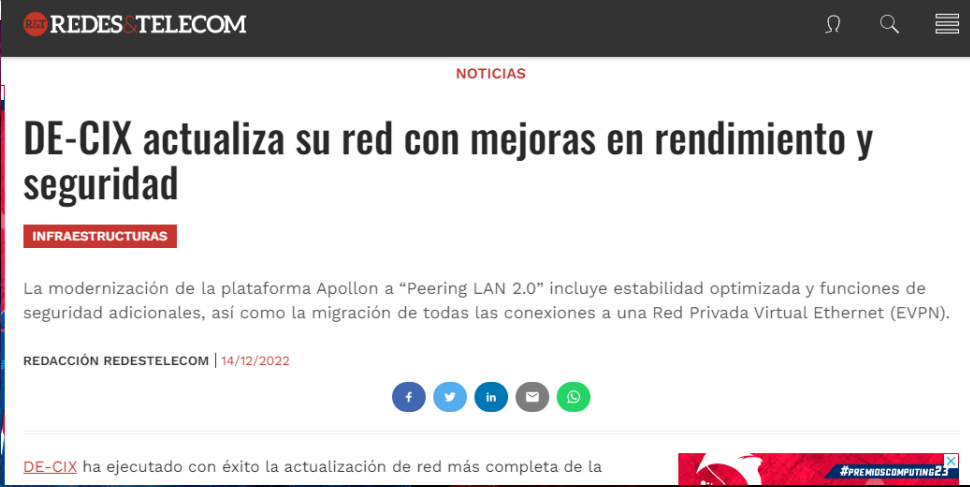 R&T REDES&TELECOM
NOTICIAS
DE-CIX actualiza su red con mejoras en rendimiento y
seguridad
INFRAESTRUCTURAS
La modernización de la plataforma Apollon a “Peering LAN 2.0” incluye estabilidad optimizada y funciones de
seguridad adicionales, así como la migración de todas las conexiones a una Red Privada Virtual Ethernet (EVPN).
REDACCIÓN REDESTELECOM | 14/12/2022
DE-CIX ha ejecutado con éxito la actualización de red más completa de la
#PREMIOSCOMPUTING23